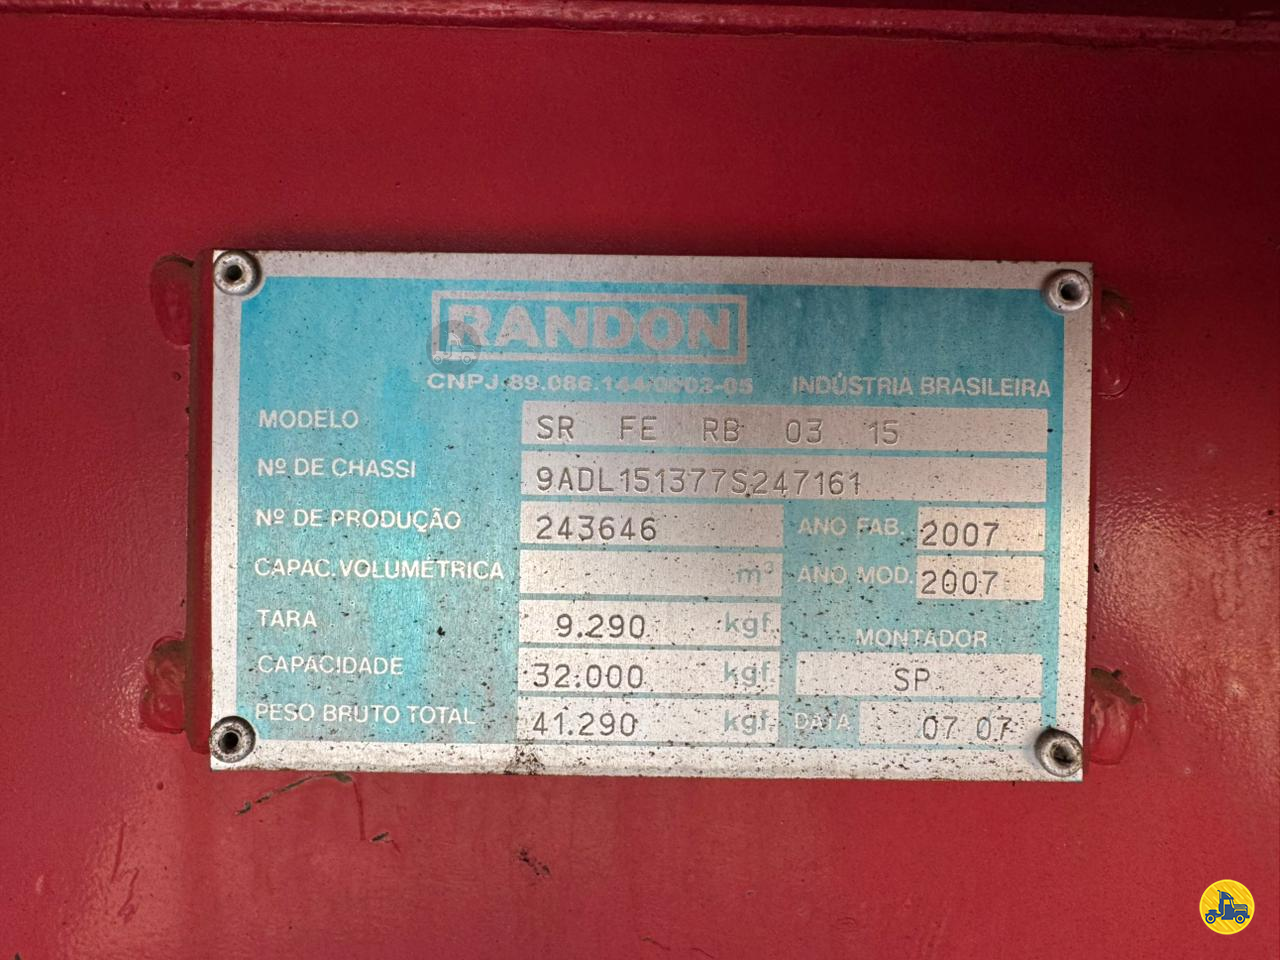 RANDON
CNPJ 89.086.144/0002-05 INDÚSTRIA BRASILEIRA
MODELO SR FE RB 03 15
Nº DE CHASSI 9ADL151377S247161
Nº DE PRODUÇÃO 243646 ANO FAB. 2007
CAPAC. VOLUMÉTRICA m³ ANO MOD. 2007
TARA 9.290 kgf. MONTADOR
CAPACIDADE 32.000 kgf. SP
PESO BRUTO TOTAL 41.290 kgf. DATA 07 07